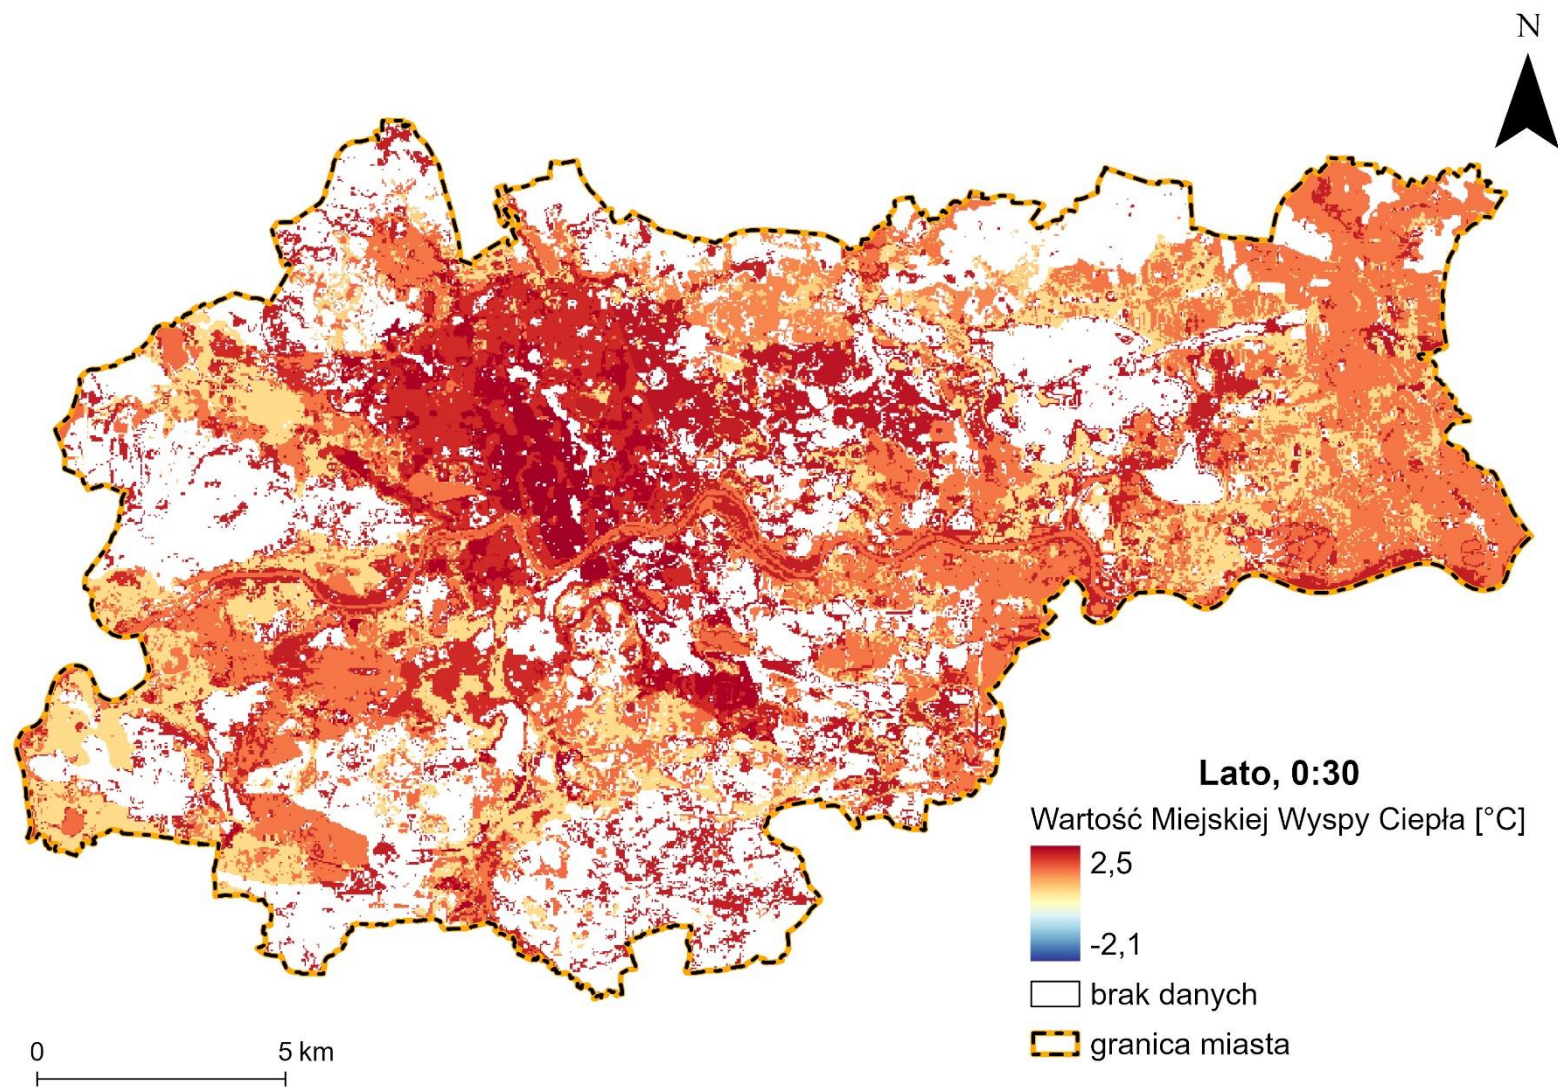 N
Lato, 0:30
Wartość Miejskiej Wyspy Ciepła [°C]
2,5
-2,1
brak danych
granica miasta
0 5 km